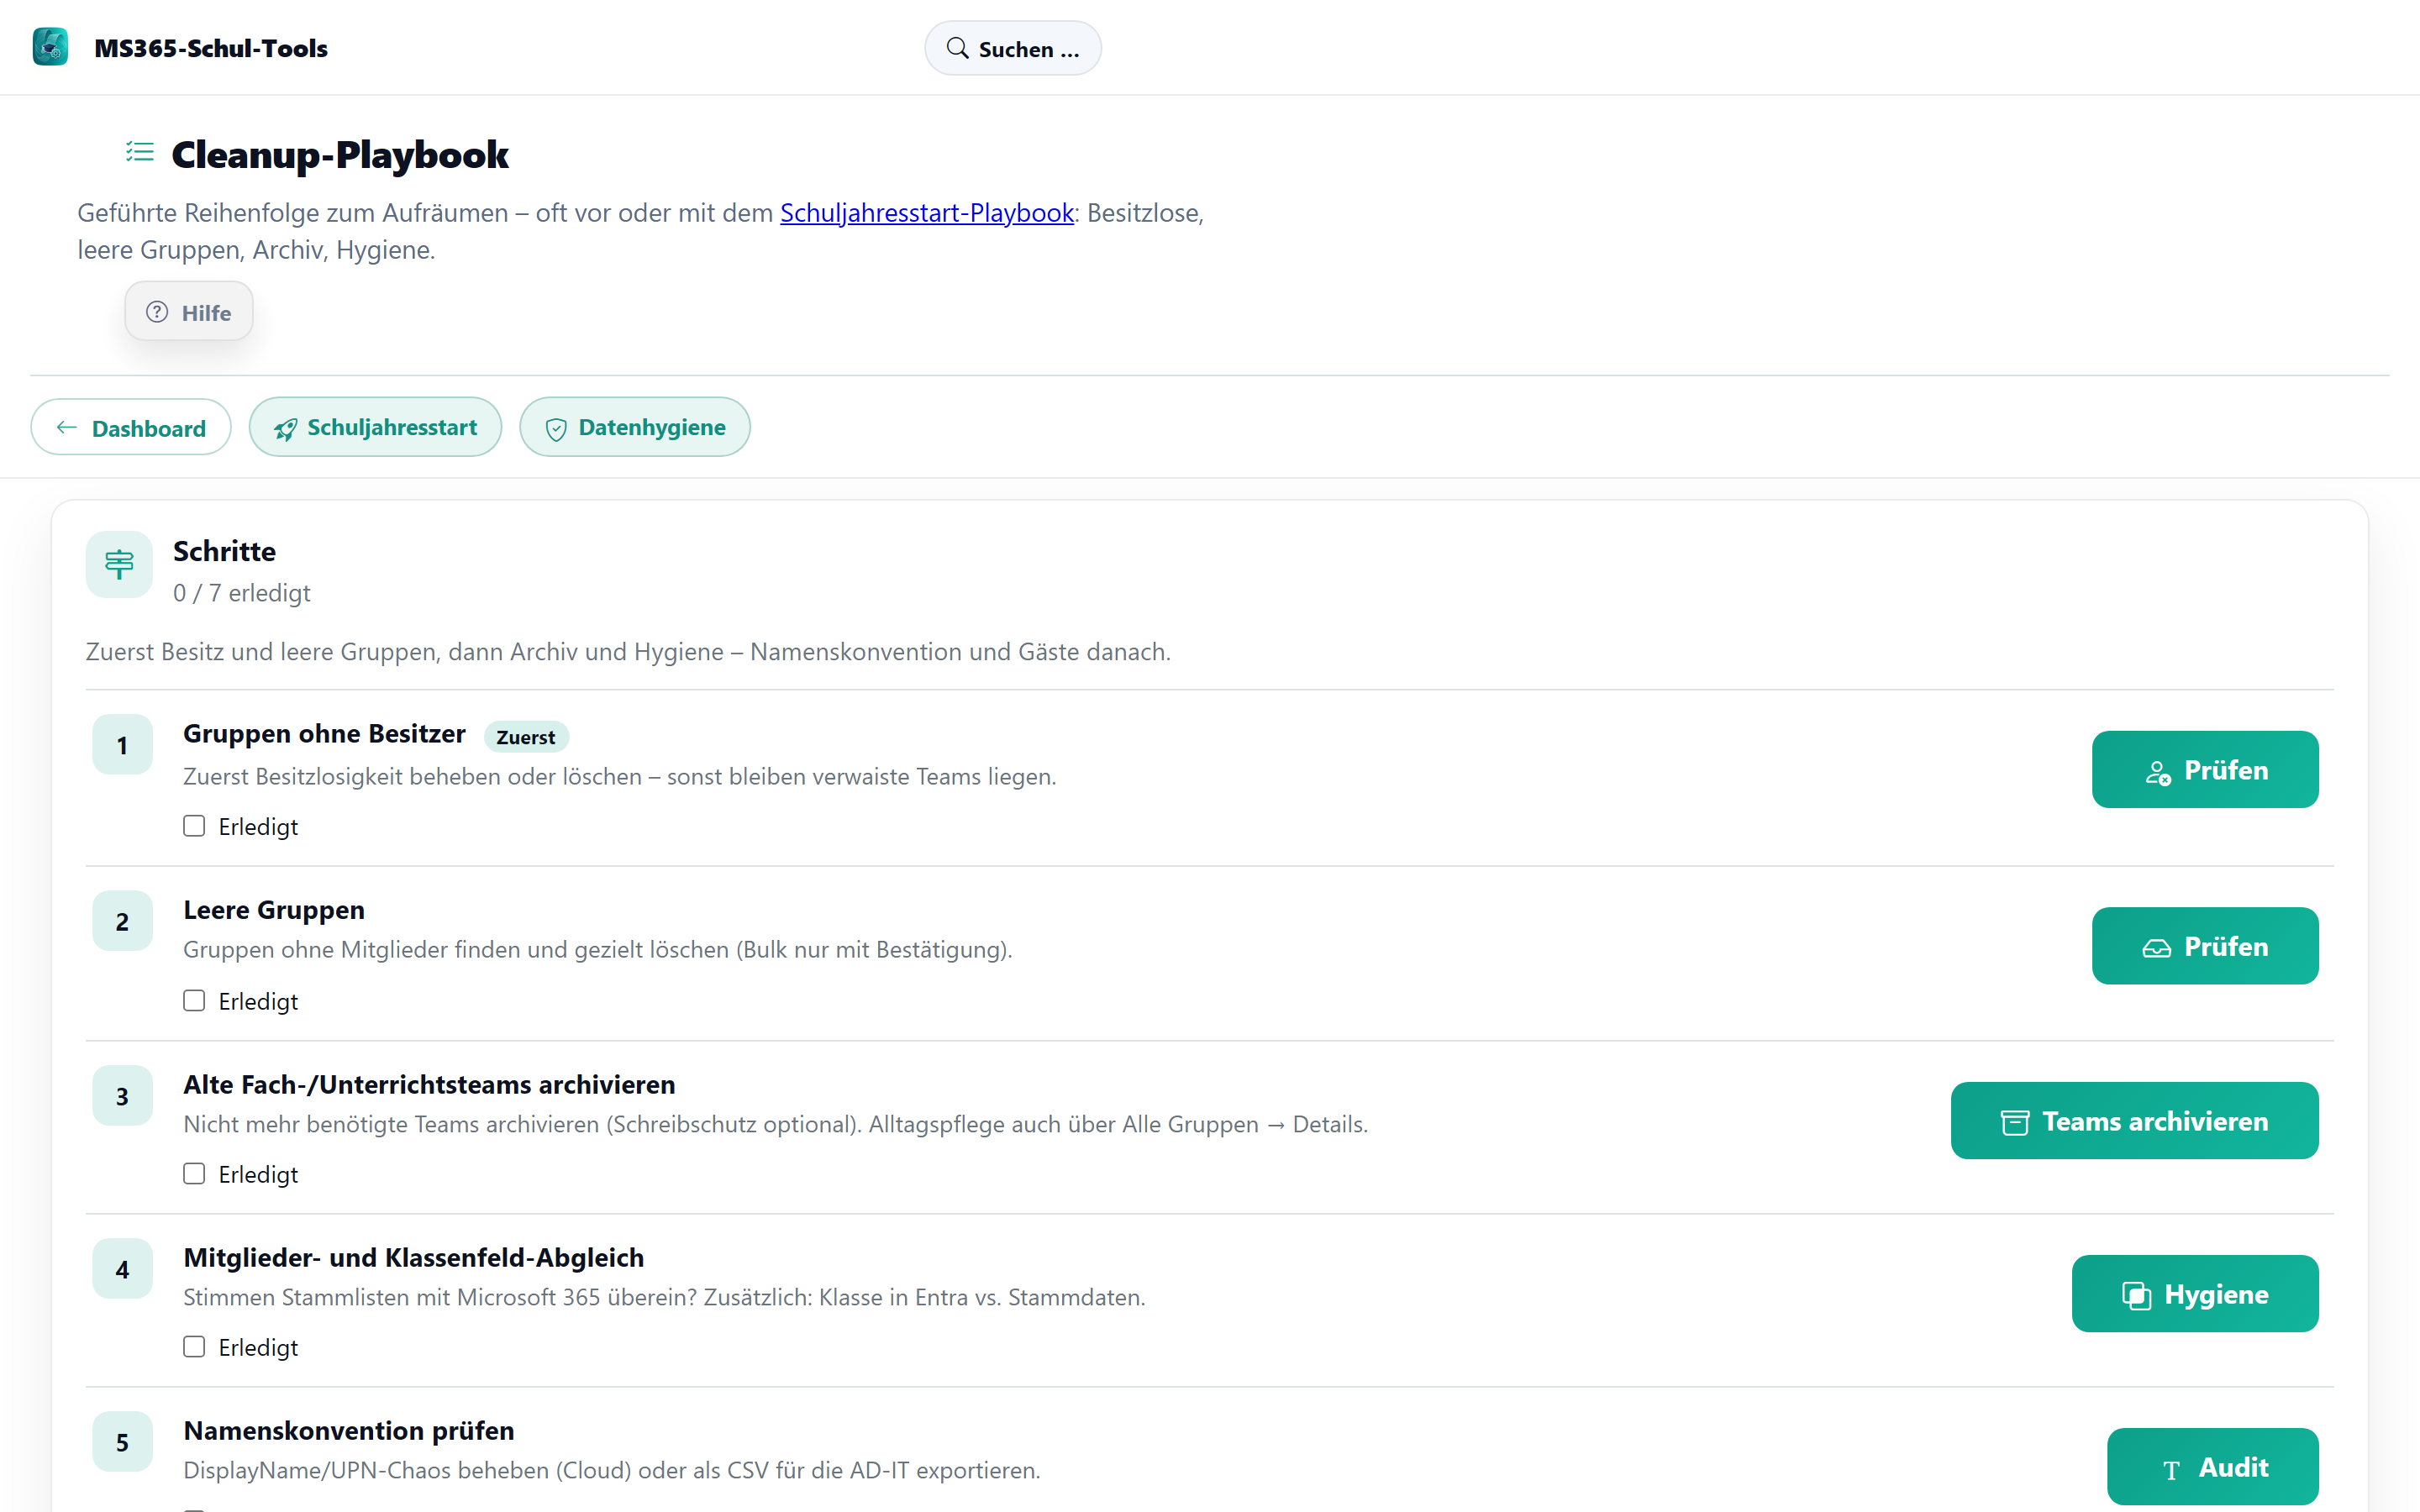 MS365-Schul-Tools
Suchen ...
Cleanup-Playbook
Geführte Reihenfolge zum Aufräumen – oft vor oder mit dem Schuljahresstart-Playbook: Besitzlose,
leere Gruppen, Archiv, Hygiene.
Hilfe
Dashboard
Schuljahresstart
Datenhygiene
Schritte
0 / 7 erledigt
Zuerst Besitz und leere Gruppen, dann Archiv und Hygiene – Namenskonvention und Gäste danach.
1
Gruppen ohne Besitzer
Zuerst
Zuerst Besitzlosigkeit beheben oder löschen – sonst bleiben verwaiste Teams liegen.
Erledigt
Prüfen
2
Leere Gruppen
Gruppen ohne Mitglieder finden und gezielt löschen (Bulk nur mit Bestätigung).
Erledigt
Prüfen
3
Alte Fach-/Unterrichtsteams archivieren
Nicht mehr benötigte Teams archivieren (Schreibschutz optional). Alltagspflege auch über Alle Gruppen → Details.
Erledigt
Teams archivieren
4
Mitglieder- und Klassenfeld-Abgleich
Stimmen Stammlisten mit Microsoft 365 überein? Zusätzlich: Klasse in Entra vs. Stammdaten.
Erledigt
Hygiene
5
Namenskonvention prüfen
DisplayName/UPN-Chaos beheben (Cloud) oder als CSV für die AD-IT exportieren.
Audit